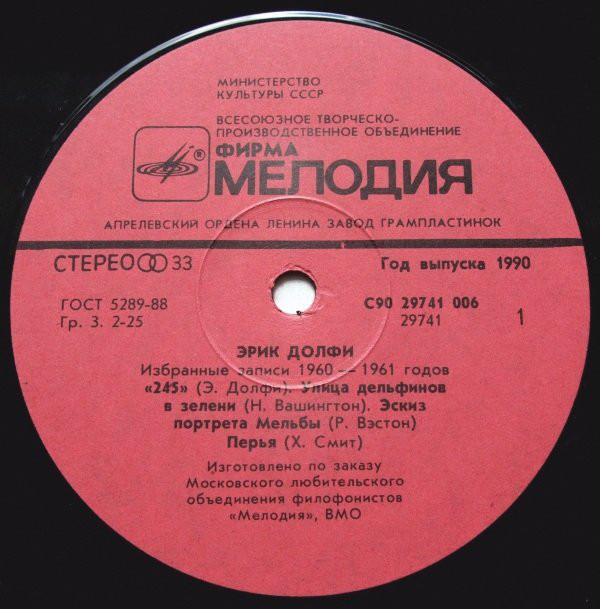 МИНИСТЕРСТВО
КУЛЬТУРЫ СССР
ВСЕСОЮЗНОЕ ТВОРЧЕСКО-
ПРОИЗВОДСТВЕННОЕ ОБЪЕДИНЕНИЕ
® ФИРМА
МЕЛОДИЯ
АПРЕЛЕВСКИЙ ОРДЕНА ЛЕНИНА ЗАВОД ГРАМПЛАСТИНОК
СТЕРЕО 33 Год выпуска 1990
ГОСТ 5289-88 С90 29741 006
Гр. 3. 2-25 29741 1
ЭРИК ДОЛФИ
Избранные записи 1960 — 1961 годов
«245» (Э. Долфи). Улица дельфинов
в зелени (Н. Вашингтон). Эскиз
портрета Мельбы (Р. Вэстон)
Перья (Х. Смит)
Изготовлено по заказу
Московского любительского
объединения филофонистов
«Мелодия», ВМО